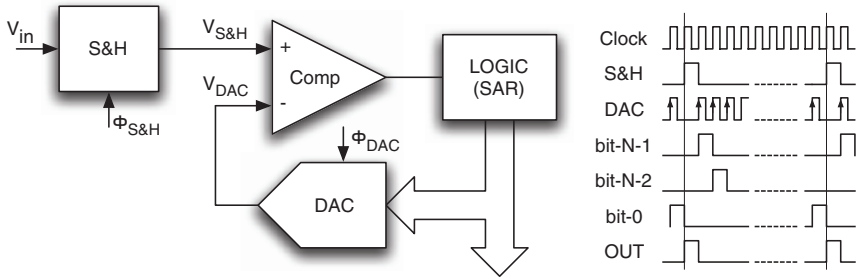 V_in
S&H
Φ_S&H
V_S&H
V_DAC
+
-
Comp
LOGIC
(SAR)
Φ_DAC
DAC
Clock
S&H
DAC
bit-N-1
bit-N-2
bit-0
OUT